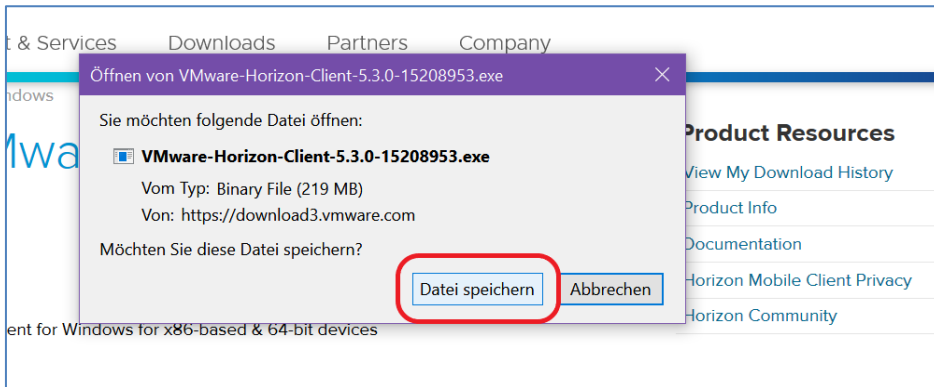 t & Services Downloads Partners Company
Öffnen von VMware-Horizon-Client-5.3.0-15208953.exe
ndows
Sie möchten folgende Datei öffnen:
Mwa
VMware-Horizon-Client-5.3.0-15208953.exe
Vom Typ: Binary File (219 MB)
Von: https://download3.vmware.com
Möchten Sie diese Datei speichern?
Datei speichern Abbrechen
ent for Windows for x86-based & 64-bit devices
Product Resources
View My Download History
Product Info
Documentation
Horizon Mobile Client Privacy
Horizon Community